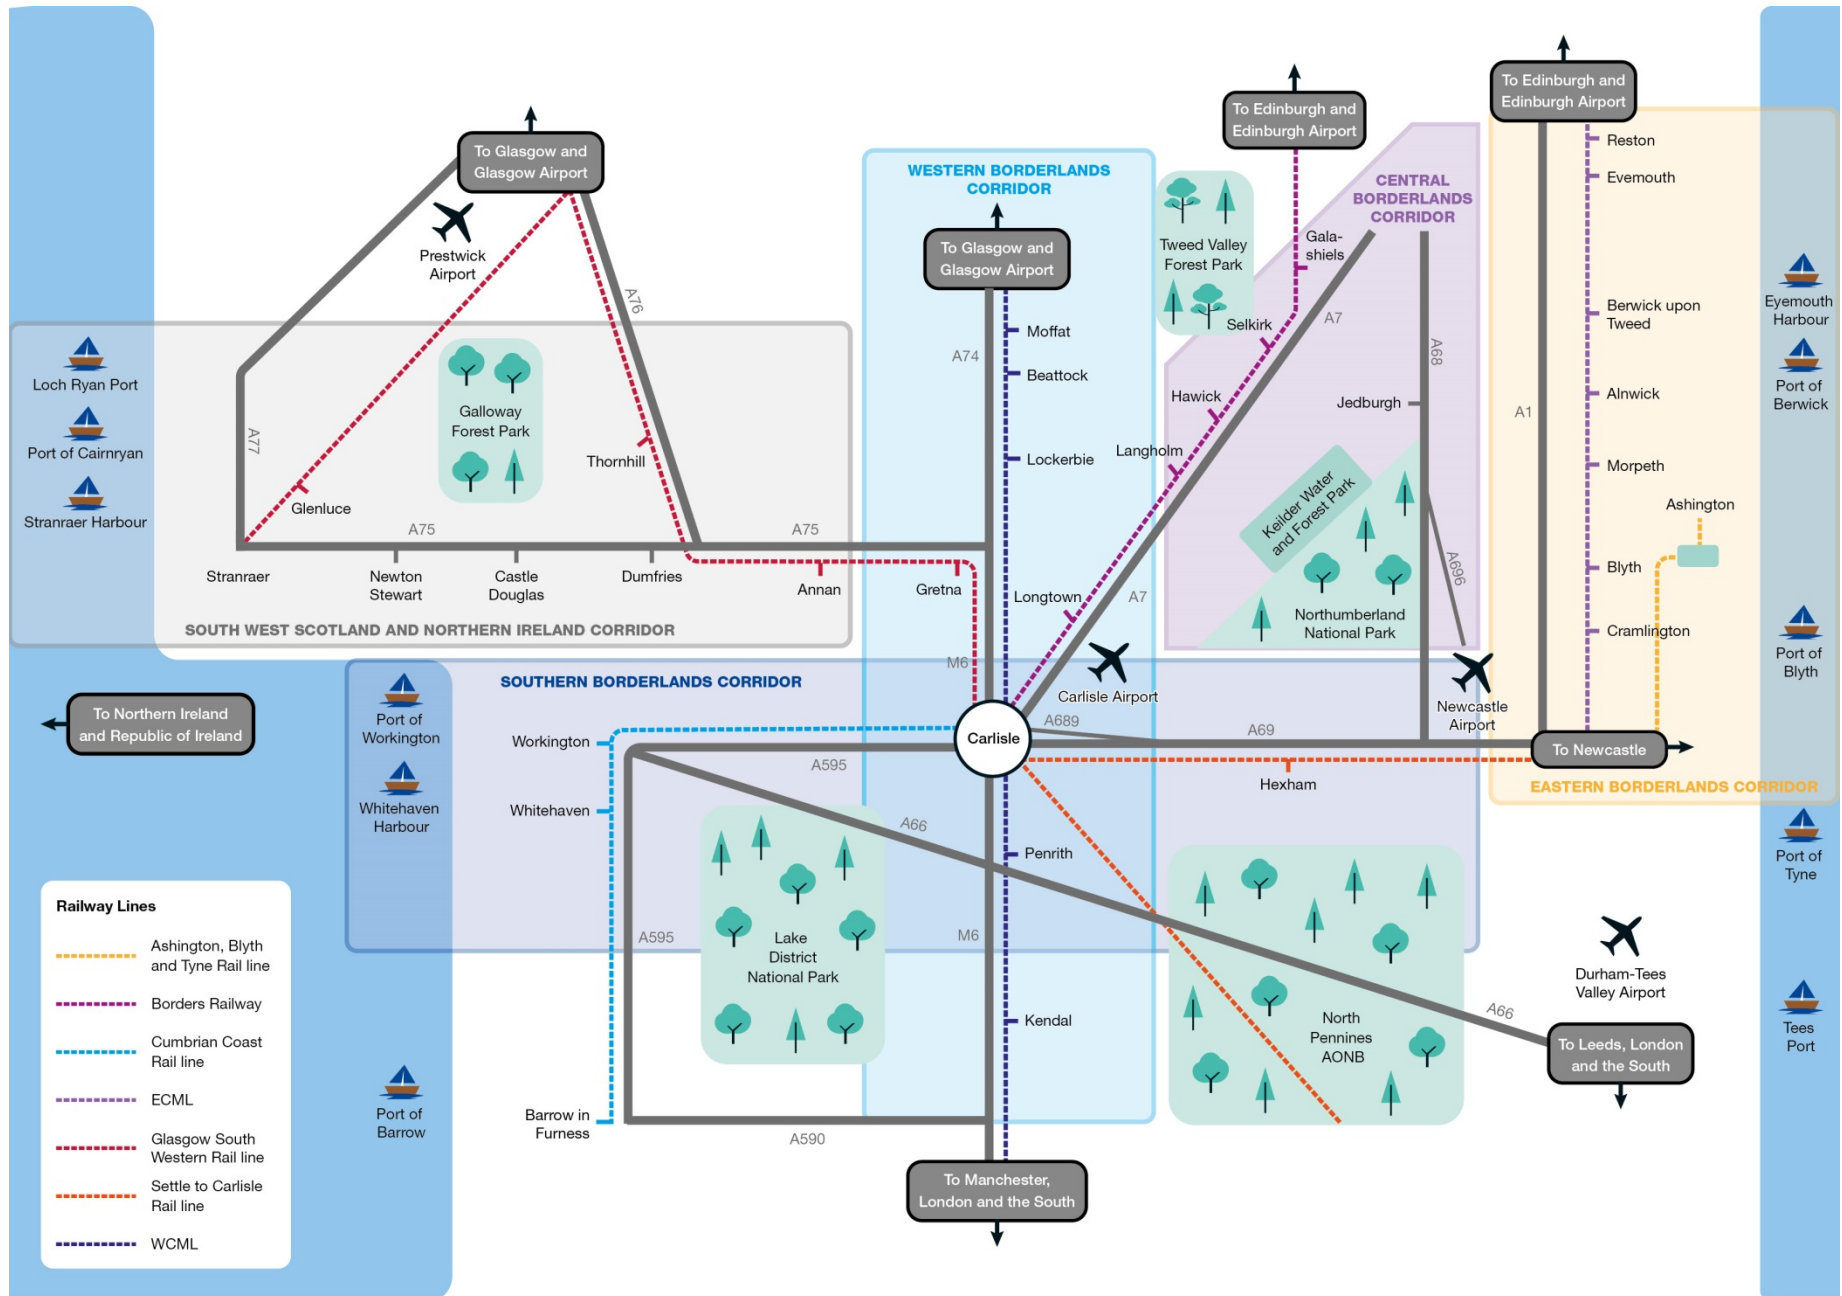 To Edinburgh and
Edinburgh Airport
To Edinburgh and
Edinburgh Airport
To Glasgow and
Glasgow Airport
Reston
Evemouth
WESTERN BORDERLANDS
CORRIDOR
CENTRAL
BORDERLANDS
CORRIDOR
Prestwick
Airport
To Glasgow and
Glasgow Airport
Tweed Valley
Forest Park
Gala-
shiels
A76
Moffat
Selkirk
A7
Berwick upon
Tweed
Eyemouth
Harbour
Loch Ryan Port
A74
Beattock
A68
Hawick
Jedburgh
Alnwick
Port of
Berwick
A1
Galloway
Forest Park
Port of Cairnryan
A77
Thornhill
Lockerbie
Langholm
Morpeth
Glenluce
Stranraer Harbour
Keilder Water
and Forest Park
Ashington
A75
A75
A696
Stranraer
Newton
Stewart
Castle
Douglas
Dumfries
Annan
Gretna
Longtown
A7
Northumberland
National Park
Blyth
Cramlington
SOUTH WEST SCOTLAND AND NORTHERN IRELAND CORRIDOR
Port of
Blyth
M6
SOUTHERN BORDERLANDS CORRIDOR
Carlisle Airport
Newcastle
Airport
To Northern Ireland
and Republic of Ireland
Port of
Workington
Workington
Carlisle
A689
A69
To Newcastle
A595
Hexham
EASTERN BORDERLANDS CORRIDOR
Whitehaven
Harbour
Whitehaven
A66
Penrith
Port of
Tyne
A595
Lake
District
National Park
M6
Durham-Tees
Valley Airport
Kendal
North
Pennines
AONB
A66
To Leeds, London
and the South
Tees
Port
Port of
Barrow
Barrow in
Furness
A590
To Manchester,
London and the South
Railway Lines
Ashington, Blyth
and Tyne Rail line
Borders Railway
Cumbrian Coast
Rail line
ECML
Glasgow South
Western Rail line
Settle to Carlisle
Rail line
WCML